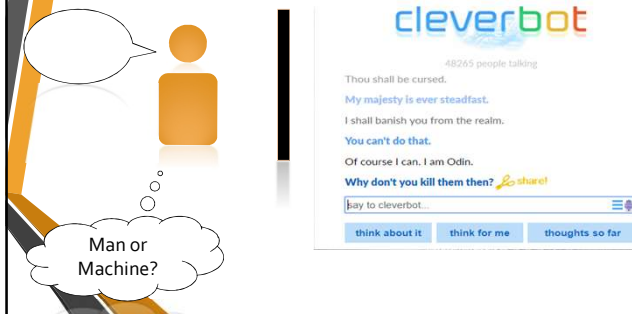 cleverbot
48265 people talking
Thou shall be cursed.
My majesty is ever steadfast.
I shall banish you from the realm.
You can't do that.
Of course I can. I am Odin.
Why don't you kill them then? share!
say to cleverbot...
think about it think for me thoughts so far
Man or
Machine?